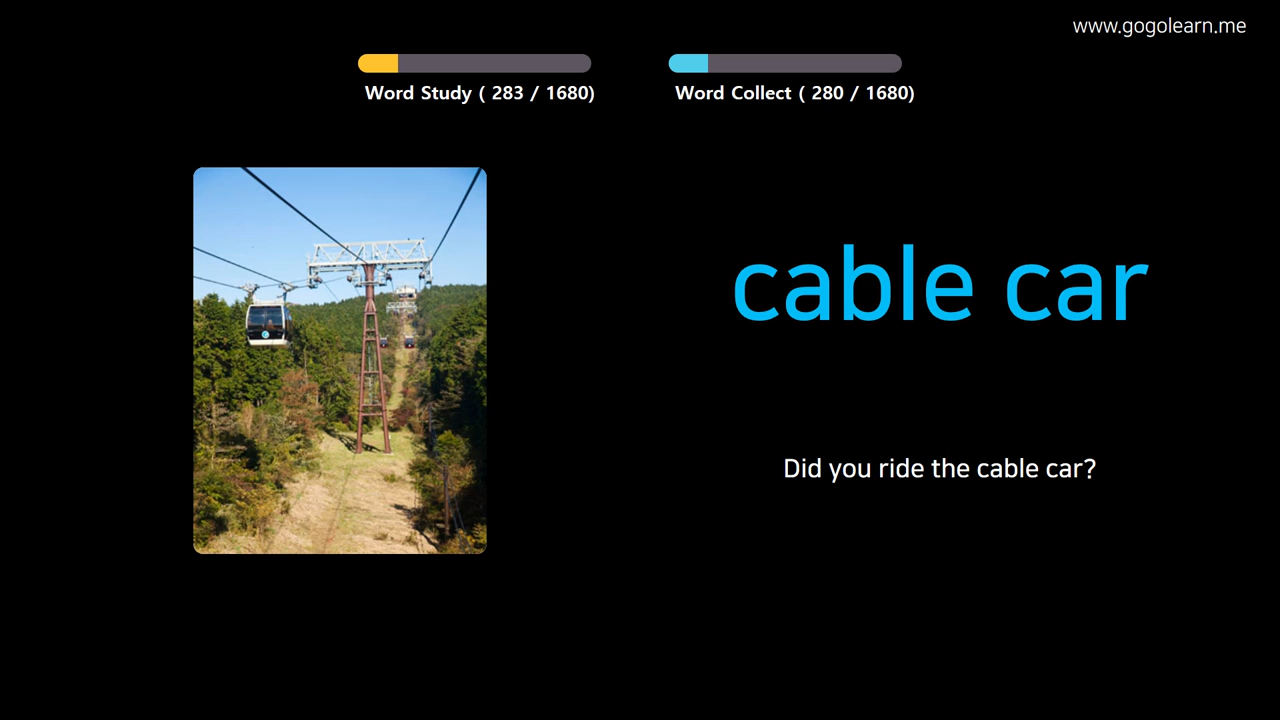 www.gogolearn.me
Word Study ( 283 / 1680)
Word Collect ( 280 / 1680)
cable car
Did you ride the cable car?